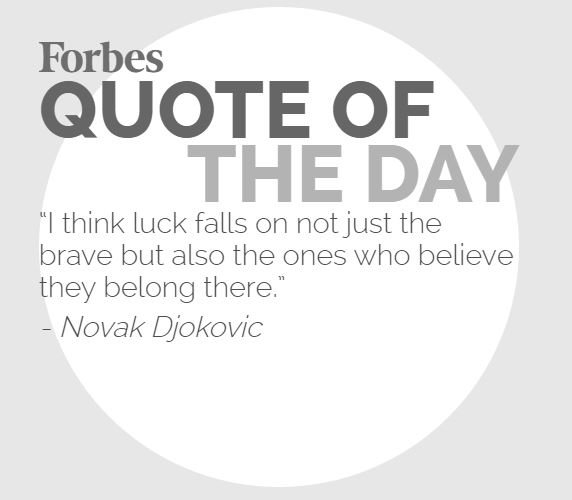 Forbes
QUOTE OF
THE DAY
“I think luck falls on not just the
brave but also the ones who believe
they belong there.”
- Novak Djokovic